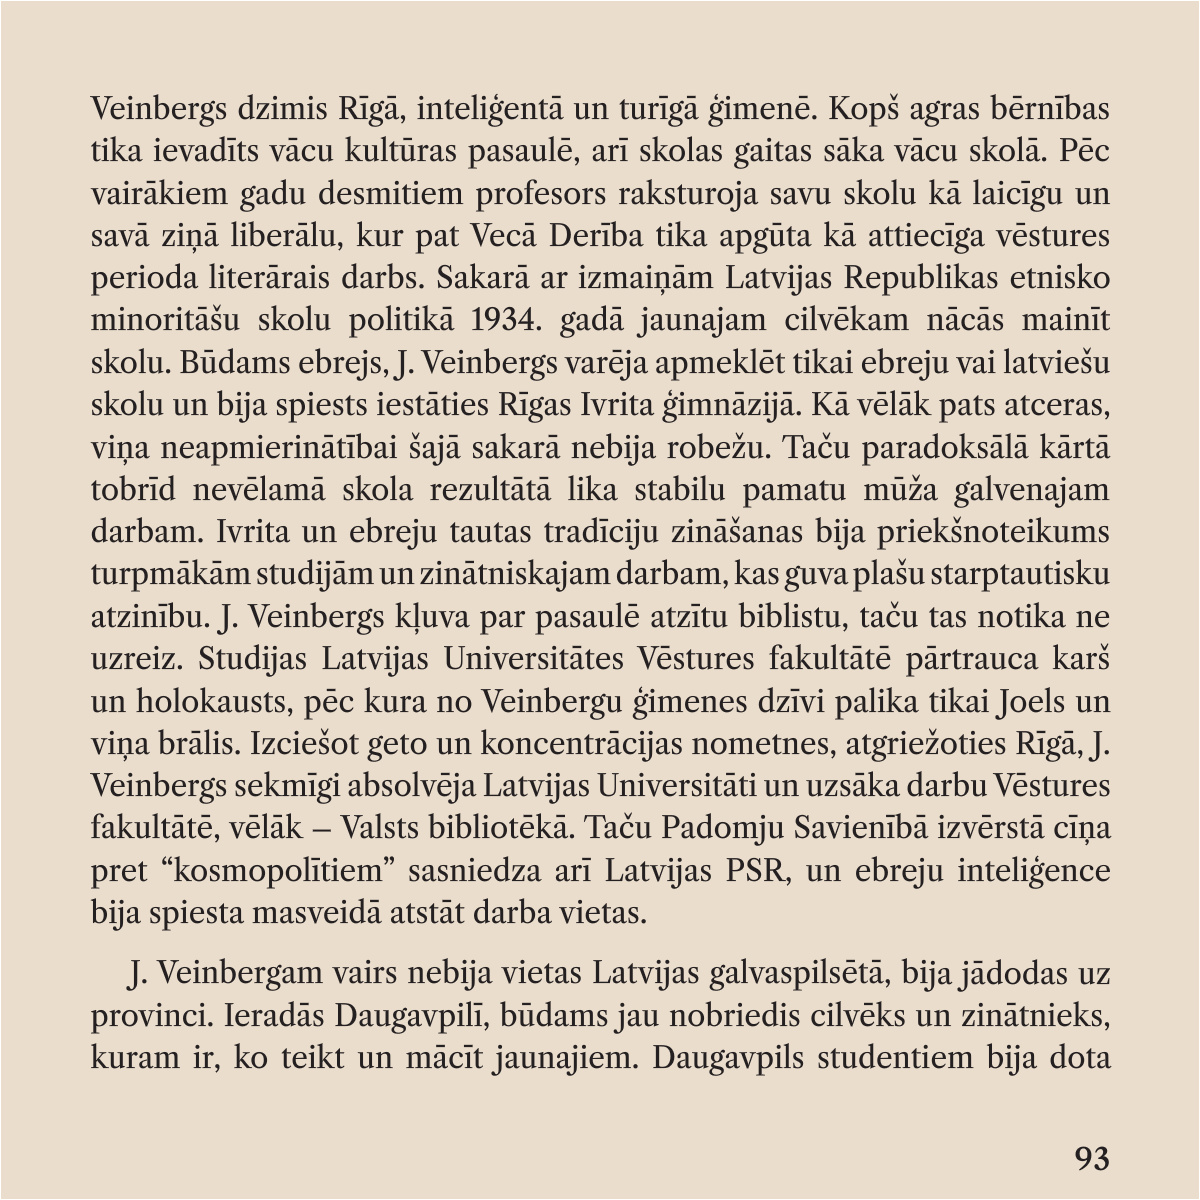 Veinbergs dzimis Rīgā, inteliģentā un turīgā ģimenē. Kopš agras bērnības
tika ievadīts vācu kultūras pasaulē, arī skolas gaitas sāka vācu skolā. Pēc
vairākiem gadu desmitiem profesors raksturoja savu skolu kā laicīgu un
savā ziņā liberālu, kur pat Vecā Derība tika apgūta kā attiecīga vēstures
perioda literārais darbs. Sakarā ar izmaiņām Latvijas Republikas etnisko
minoritāšu skolu politikā 1934. gadā jaunajam cilvēkam nācās mainīt
skolu. Būdams ebrejs, J. Veinbergs varēja apmeklēt tikai ebreju vai latviešu
skolu un bija spiests iestāties Rīgas Ivrita ģimnāzijā. Kā vēlāk pats atceras,
viņa neapmierinātībai šajā sakarā nebija robežu. Taču paradoksālā kārtā
tobrīd nevēlamā skola rezultātā lika stabilu pamatu mūža galvenajam
darbam. Ivrita un ebreju tautas tradīciju zināšanas bija priekšnoteikums
turpmākām studijām un zinātniskajam darbam, kas guva plašu starptautisku
atzinību. J. Veinbergs kļuva par pasaulē atzītu biblistu, taču tas notika ne
uzreiz. Studijas Latvijas Universitātes Vēstures fakultātē pārtrauca karš
un holokausts, pēc kura no Veinbergu ģimenes dzīvi palika tikai Joels un
viņa brālis. Izciešot geto un koncentrācijas nometnes, atgriežoties Rīgā, J.
Veinbergs sekmīgi absolvēja Latvijas Universitāti un uzsāka darbu Vēstures
fakultātē, vēlāk – Valsts bibliotēkā. Taču Padomju Savienībā izvērstā cīņa
pret “kosmopolītiem” sasniedza arī Latvijas PSR, un ebreju inteliģence
bija spiesta masveidā atstāt darba vietas.
J. Veinbergam vairs nebija vietas Latvijas galvaspilsētā, bija jādodas uz
provinci. Ieradās Daugavpilī, būdams jau nobriedis cilvēks un zinātnieks,
kuram ir, ko teikt un mācīt jaunajiem. Daugavpils studentiem bija dota
93